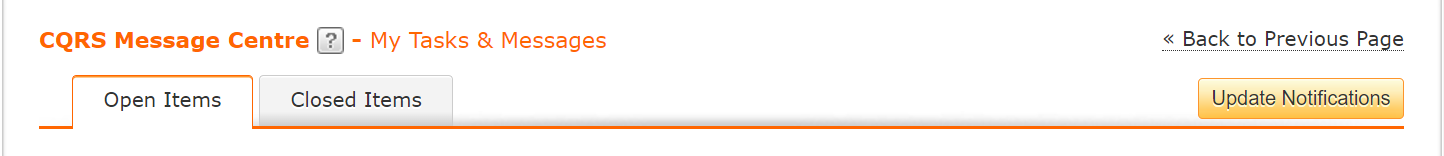 CQRS Message Centre ? - My Tasks & Messages
« Back to Previous Page
Open Items
Closed Items
Update Notifications